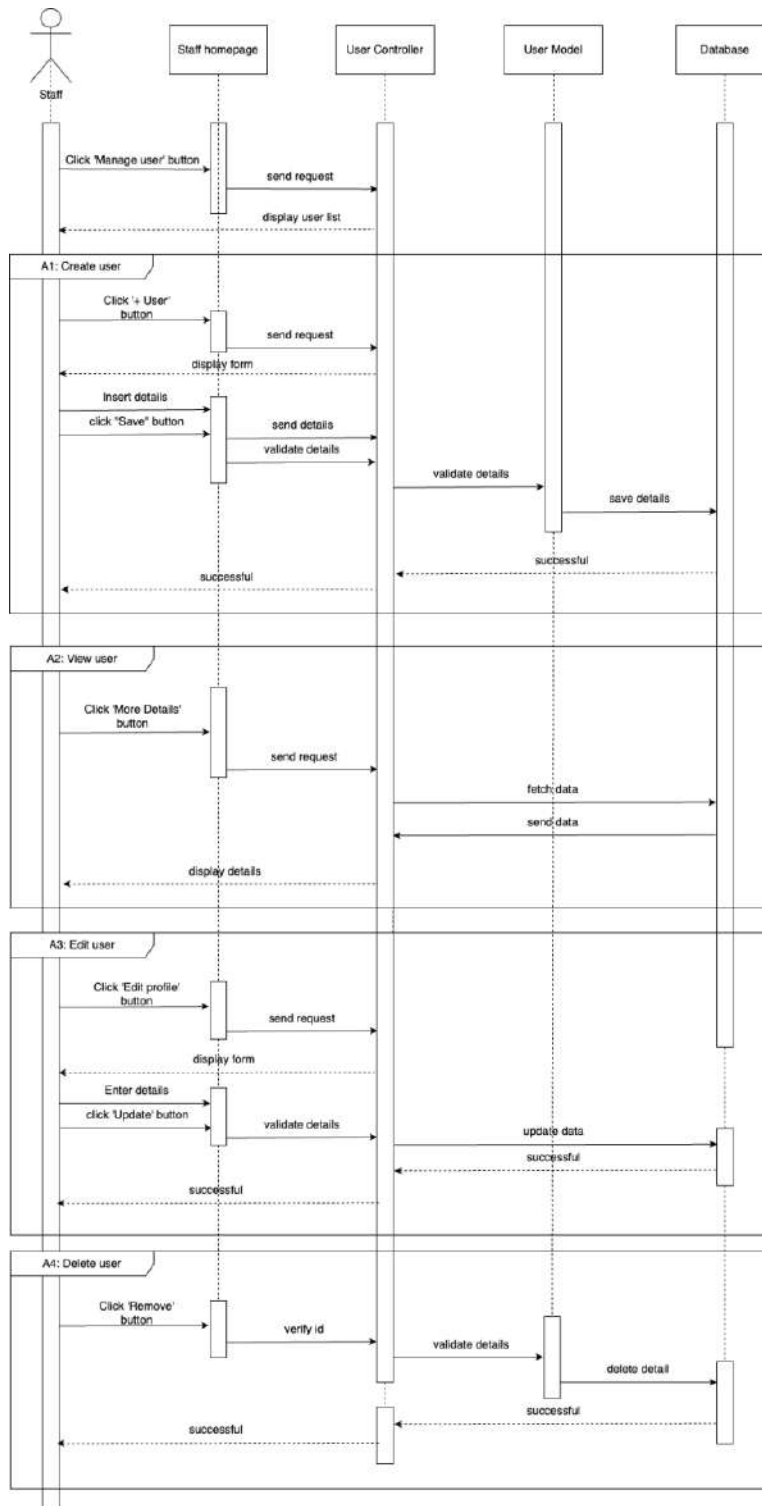 Staff homepage
User Controller
User Model
Database
Staff
Click 'Manage user' button
send request
display user list
A1: Create user
Click '+ User'
button
send request
display form
Insert details
click "Save" button
send details
validate details
validate details
save details
successful
successful
A2: View user
Click 'More Details'
button
send request
fetch data
send data
display details
A3: Edit user
Click 'Edit profile'
button
send request
display form
Enter details
click 'Update' button
validate details
update data
successful
successful
A4: Delete user
Click 'Remove'
button
verify id
validate details
delete detail
successful
successful